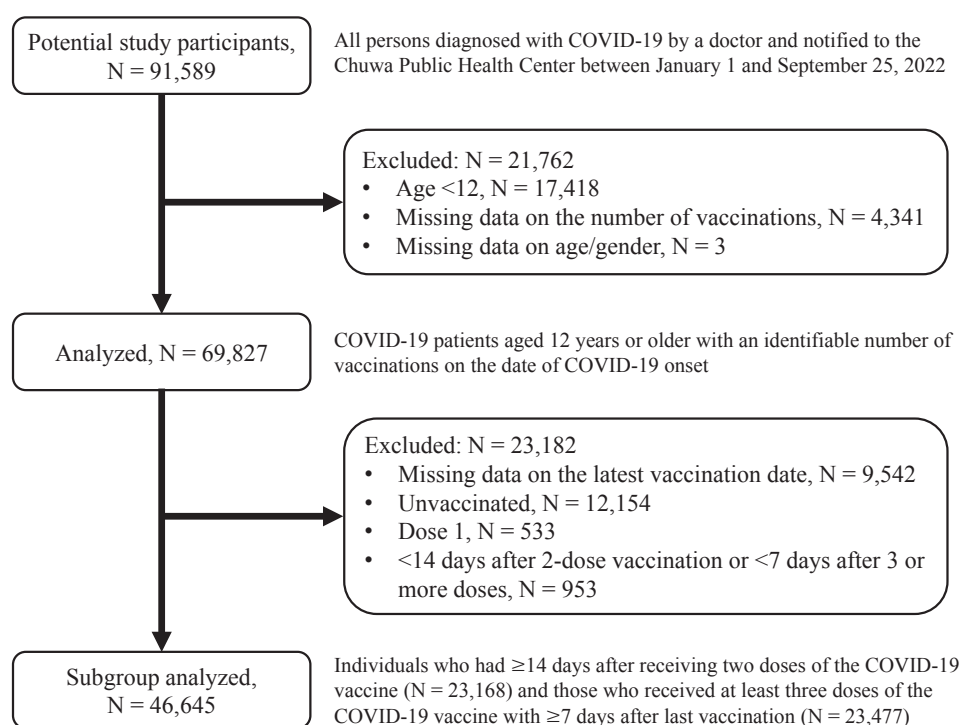 Potential study participants,
N = 91,589
All persons diagnosed with COVID-19 by a doctor and notified to the
Chuwa Public Health Center between January 1 and September 25, 2022
Excluded: N = 21,762
• Age <12, N = 17,418
• Missing data on the number of vaccinations, N = 4,341
• Missing data on age/gender, N = 3
Analyzed, N = 69,827
COVID-19 patients aged 12 years or older with an identifiable number of
vaccinations on the date of COVID-19 onset
Excluded: N = 23,182
• Missing data on the latest vaccination date, N = 9,542
• Unvaccinated, N = 12,154
• Dose 1, N = 533
• <14 days after 2-dose vaccination or <7 days after 3 or
more doses, N = 953
Subgroup analyzed,
N = 46,645
Individuals who had ≥14 days after receiving two doses of the COVID-19
vaccine (N = 23,168) and those who received at least three doses of the
COVID-19 vaccine with ≥7 days after last vaccination (N = 23,477)